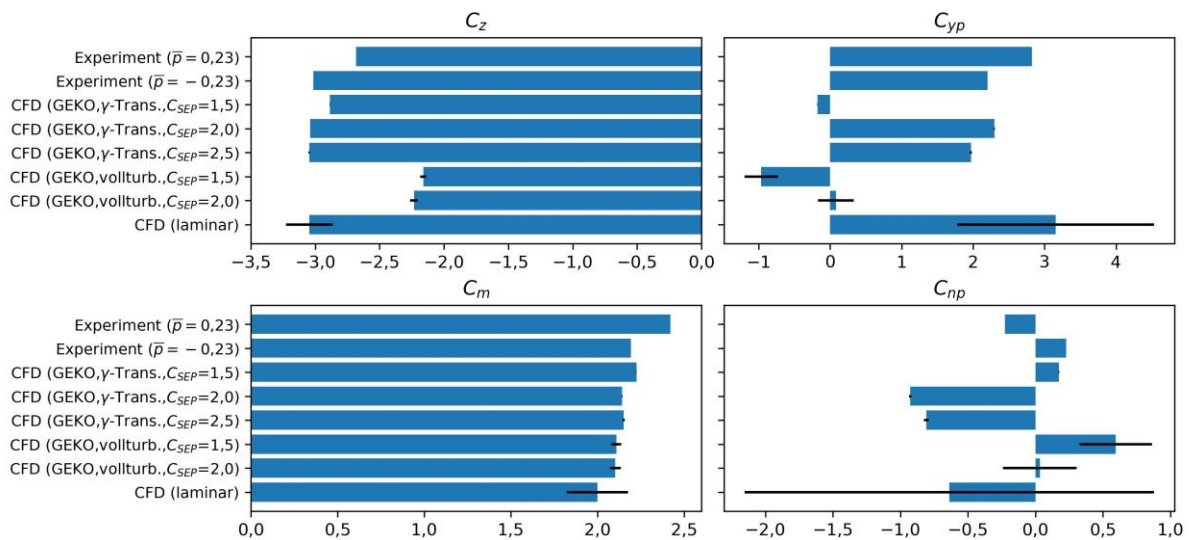 C_z
C_yp
Experiment (p̅ = 0,23)
Experiment (p̅ = −0,23)
CFD (GEKO,γ-Trans.,C_SEP=1,5)
CFD (GEKO,γ-Trans.,C_SEP=2,0)
CFD (GEKO,γ-Trans.,C_SEP=2,5)
CFD (GEKO,vollturb.,C_SEP=1,5)
CFD (GEKO,vollturb.,C_SEP=2,0)
CFD (laminar)
−3,5 −3,0 −2,5 −2,0 −1,5 −1,0 −0,5 0,0
−1 0 1 2 3 4
C_m
C_np
Experiment (p̅ = 0,23)
Experiment (p̅ = −0,23)
CFD (GEKO,γ-Trans.,C_SEP=1,5)
CFD (GEKO,γ-Trans.,C_SEP=2,0)
CFD (GEKO,γ-Trans.,C_SEP=2,5)
CFD (GEKO,vollturb.,C_SEP=1,5)
CFD (GEKO,vollturb.,C_SEP=2,0)
CFD (laminar)
0,0 0,5 1,0 1,5 2,0 2,5
−2,0 −1,5 −1,0 −0,5 0,0 0,5 1,0